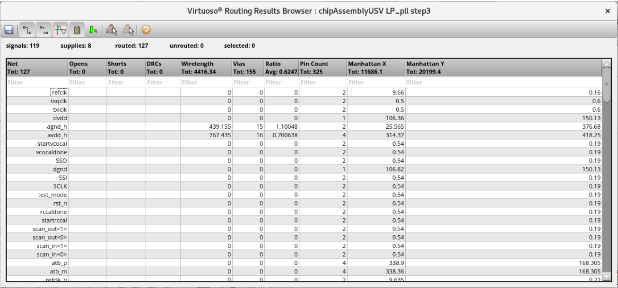 Virtuoso® Routing Results Browser : chipAssemblyUSV LP_pll step3
signals: 119 supplies: 8 routed: 127 unrouted: 0 selected: 0
Net Opens Shorts DRCs Wirelength Vias Ratio Pin Count Manhattan X Manhattan Y
Tot: 127 Tot: 0 Tot: 0 Tot: 0 Tot: 4416.34 Tot: 155 Avg: 0.6247 Tot: 325 Tot: 11686.1 Tot: 20199.4
Filter Filter Filter Filter Filter Filter Filter Filter Filter Filter
refclk 0 0 0 2 9.66 0.16
txqclk 0 0 0 2 0.5 0.6
txiclk 0 0 0 2 0.5 0.6
dvdd 0 0 0 1 106.36 150.13
agnd_h 439.155 15 1.10048 2 25.565 376.68
avdd_h 767.435 16 0.700638 4 314.37 418.25
startvcocal 0 0 0 2 0.54 0.19
vcocaldone 0 0 0 2 0.54 0.19
SSO 0 0 0 2 0.54 0.19
dgnd 0 0 0 1 106.82 150.13
SSI 0 0 0 2 0.54 0.19
SCLK 0 0 0 2 0.54 0.19
test_mode 0 0 0 2 0.54 0.19
rst_n 0 0 0 2 0.54 0.19
rccaldone 0 0 0 2 0.54 0.19
startrccal 0 0 0 2 0.54 0.19
scan_out<1> 0 0 0 2 0.54 0.19
scan_out<0> 0 0 0 2 0.54 0.19
scan_in<1> 0 0 0 2 0.54 0.19
scan_in<0> 0 0 0 2 0.54 0.19
atb_p 0 0 0 4 338.9 168.305
atb_m 0 0 0 4 338.36 168.305
refclk_n 0 0 0 2 9.635 0.22